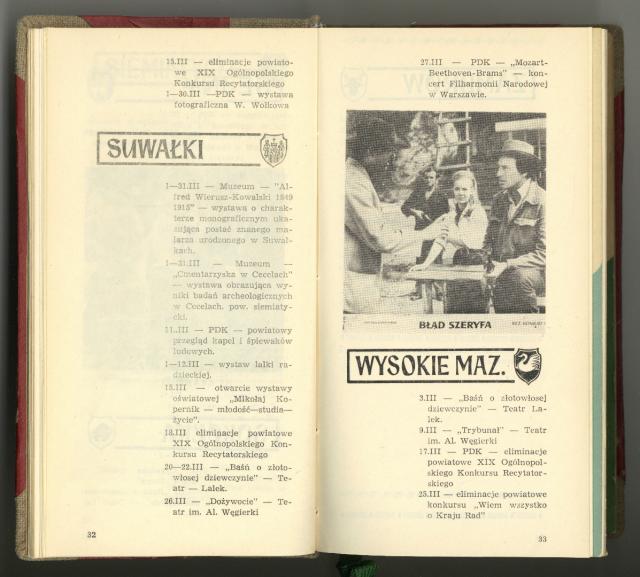 15.III — eliminacje powiato-
we XIX Ogólnopolskiego
Konkursu Recytatorskiego
1—30.III —PDK — wystawa
fotograficzna W. Wołkowa
SUWAŁKI
1—31.III — Muzeum — "Al-
fred Wierusz-Kowalski 1849
1915" — wystawa o charak-
terze monograficznym uka-
zująca postać znanego ma-
larza urodzonego w Suwał-
kach.
1—31.III — Muzeum —
„Cmentarzyska w Cecelach"
— wystawa obrazująca wy-
niki badań archeologicznych
w Cecelach. pow. siemiaty-
cki.
11..III — PDK — powiatowy
przegląd kapel i śpiewaków
ludowych.
1—12.III — wystaw lalki ra-
dzieckiej.
15.III — otwarcie wystawy
oświatowej „Mikołaj Ko-
pernik — młodość—studia—
życie".
18.III eliminacje powiatowe
XIX Ogólnopolskiego Kon-
kursu Recytatorskiego
20—22.III — „Baśń o złoto-
włosej dziewczynie" — Te-
atr — Lalek.
26.III — „Dożywocie" — Te-
atr im. Al. Węgierki
32
27.III — PDK — „Mozart-
Beethoven-Brams" — kon-
cert Filharmonii Narodowej
w Warszawie.
BŁAD SZERYFA
WYSOKIE MAZ.
3.III — „Baśń o złotowłosej
dziewczynie" — Teatr La-
lek.
9.III — „Trybunał" — Teatr
im. Al. Węgierki
17.III — PDK — eliminacje
powiatowe XIX Ogólnopol-
skiego Konkursu Recytator-
skiego
25.III — eliminacje powiatowe
konkursu „Wiem wszystko
o Kraju Rad"
33